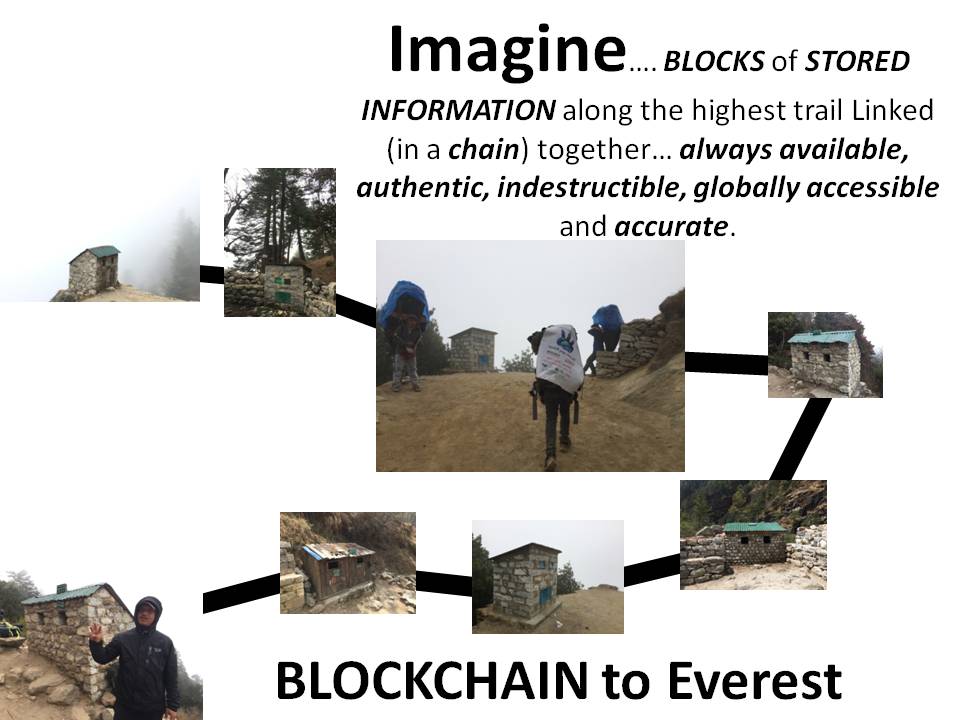 Imagine.... BLOCKS of STORED
INFORMATION along the highest trail Linked
(in a chain) together... always available,
authentic, indestructible, globally accessible
and accurate.
BLOCKCHAIN to Everest